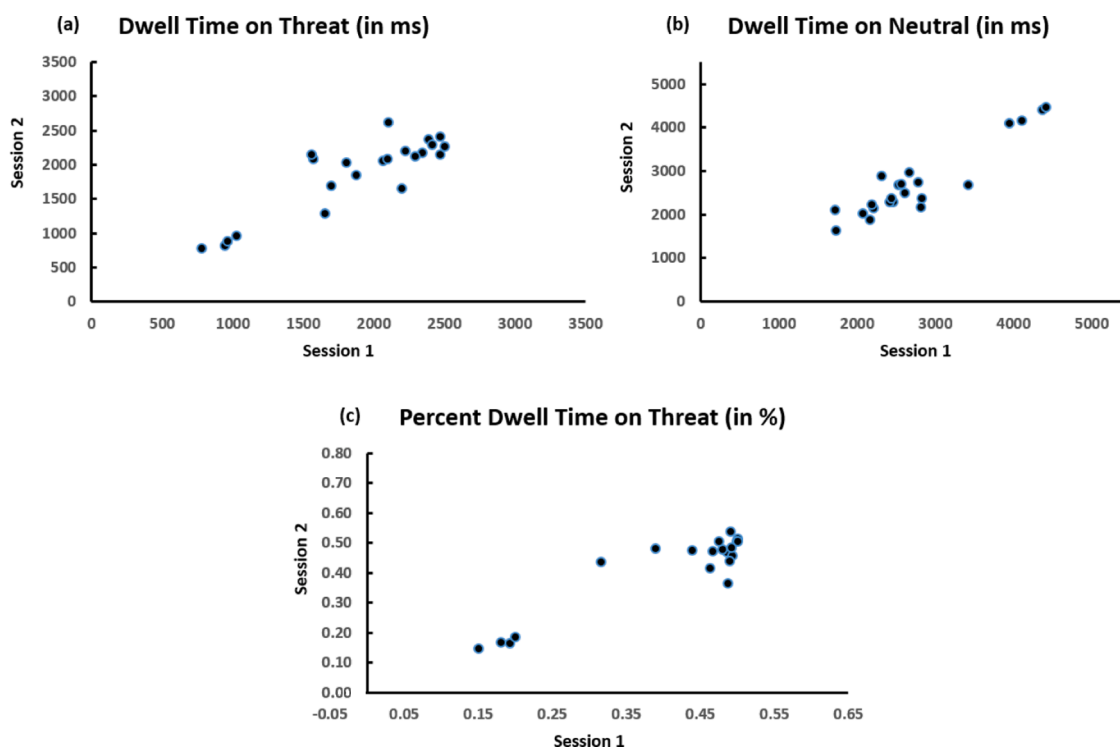 (a) Dwell Time on Threat (in ms)
3500
3000
2500
2000
1500
1000
500
0
Session 2
0 500 1000 1500 2000 2500 3000 3500
Session 1
(b) Dwell Time on Neutral (in ms)
5000
4000
3000
2000
1000
0
Session 2
0 1000 2000 3000 4000 5000
Session 1
(c) Percent Dwell Time on Threat (in %)
0.80
0.70
0.60
0.50
0.40
0.30
0.20
0.10
0.00
Session 2
-0.05 0.05 0.15 0.25 0.35 0.45 0.55 0.65
Session 1